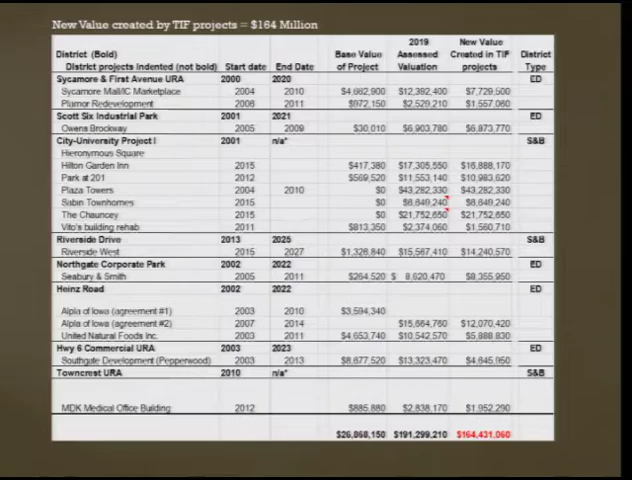 New Value created by TIF projects = $164 Million
2019 New Value
District (Bold) Base Value Assessed Created in TIF District
District projects indented (not bold) Start date End Date of Project Valuation projects Type
Sycamore & First Avenue URA 2000 2020 ED
Sycamore Mall/IC Marketplace 2004 2010 $4,662,900 $12,392,400 $7,729,500
Plamor Redevelopment 2006 2011 $972,150 $2,529,210 $1,557,060
Scott Six Industrial Park 2001 2021 ED
Owens Brockway 2005 2009 $30,010 $6,903,780 $6,873,770
City-University Project I 2001 n/a* S&B
Hieronymous Square
Hilton Garden Inn 2015 $417,380 $17,305,550 $16,888,170
Park at 201 2012 $569,520 $11,553,140 $10,983,620
Plaza Towers 2004 2010 $0 $43,282,330 $43,282,330
Sabin Townhomes 2015 $0 $6,649,240 $6,649,240
The Chauncey 2015 $0 $21,752,650 $21,752,650
Vito's building rehab 2011 $813,350 $2,374,060 $1,560,710
Riverside Drive 2013 2025 S&B
Riverside West 2015 2027 $1,326,840 $15,567,410 $14,240,570
Northgate Corporate Park 2002 2022 ED
Seabury & Smith 2005 2011 $264,520 $ 8,620,470 $8,355,950
Heinz Road 2002 2022 ED
Alpla of Iowa (agreement #1) 2003 2010 $3,594,340
Alpla of Iowa (agreement #2) 2007 2014 $15,664,760 $12,070,420
United Natural Foods Inc. 2003 2011 $4,653,740 $10,542,570 $5,888,830
Hwy 6 Commercial URA 2003 2023 ED
Southgate Development (Pepperwood) 2003 2013 $8,677,520 $13,323,470 $4,645,950
Towncrest URA 2010 n/a* S&B
MDK Medical Office Building 2012 $885,880 $2,838,170 $1,952,290
$26,868,150 $191,299,210 $164,431,060